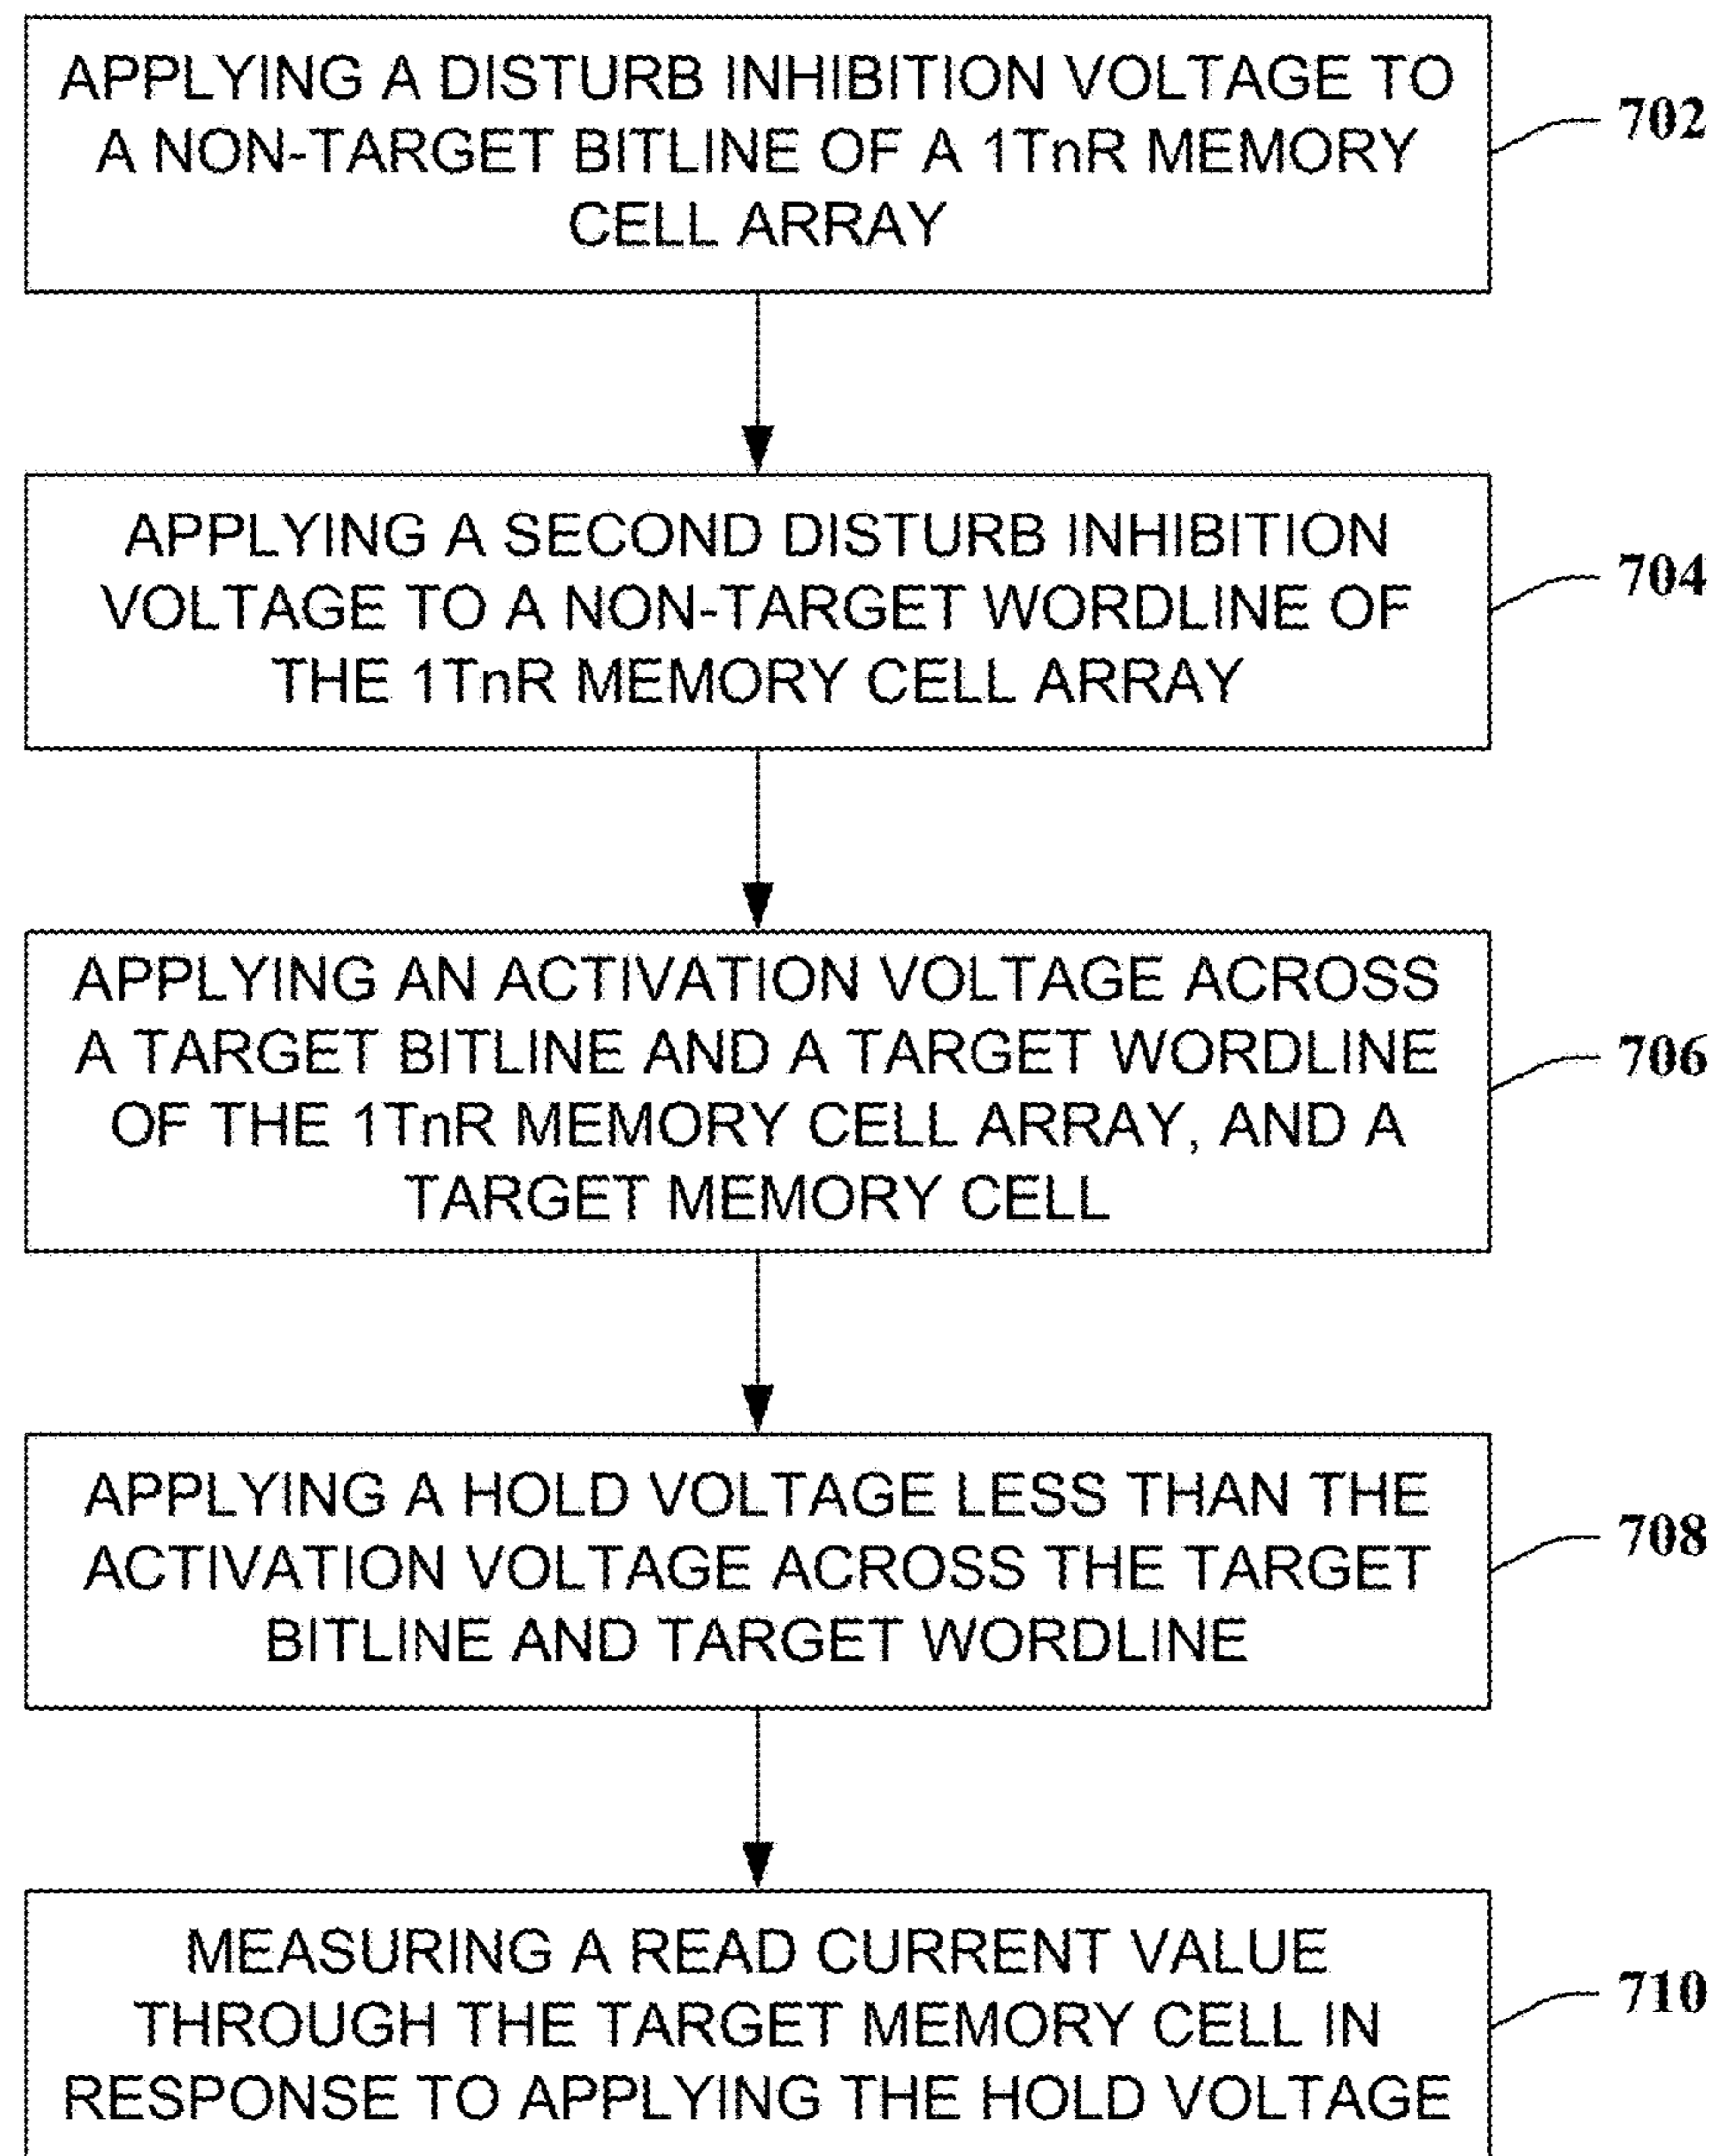 APPLYING A DISTURB INHIBITION VOLTAGE TO
A NON-TARGET BITLINE OF A 1TnR MEMORY
CELL ARRAY
702
APPLYING A SECOND DISTURB INHIBITION
VOLTAGE TO A NON-TARGET WORDLINE OF
THE 1TnR MEMORY CELL ARRAY
704
APPLYING AN ACTIVATION VOLTAGE ACROSS
A TARGET BITLINE AND A TARGET WORDLINE
OF THE 1TnR MEMORY CELL ARRAY, AND A
TARGET MEMORY CELL
706
APPLYING A HOLD VOLTAGE LESS THAN THE
ACTIVATION VOLTAGE ACROSS THE TARGET
BITLINE AND TARGET WORDLINE
708
MEASURING A READ CURRENT VALUE
THROUGH THE TARGET MEMORY CELL IN
RESPONSE TO APPLYING THE HOLD VOLTAGE
710